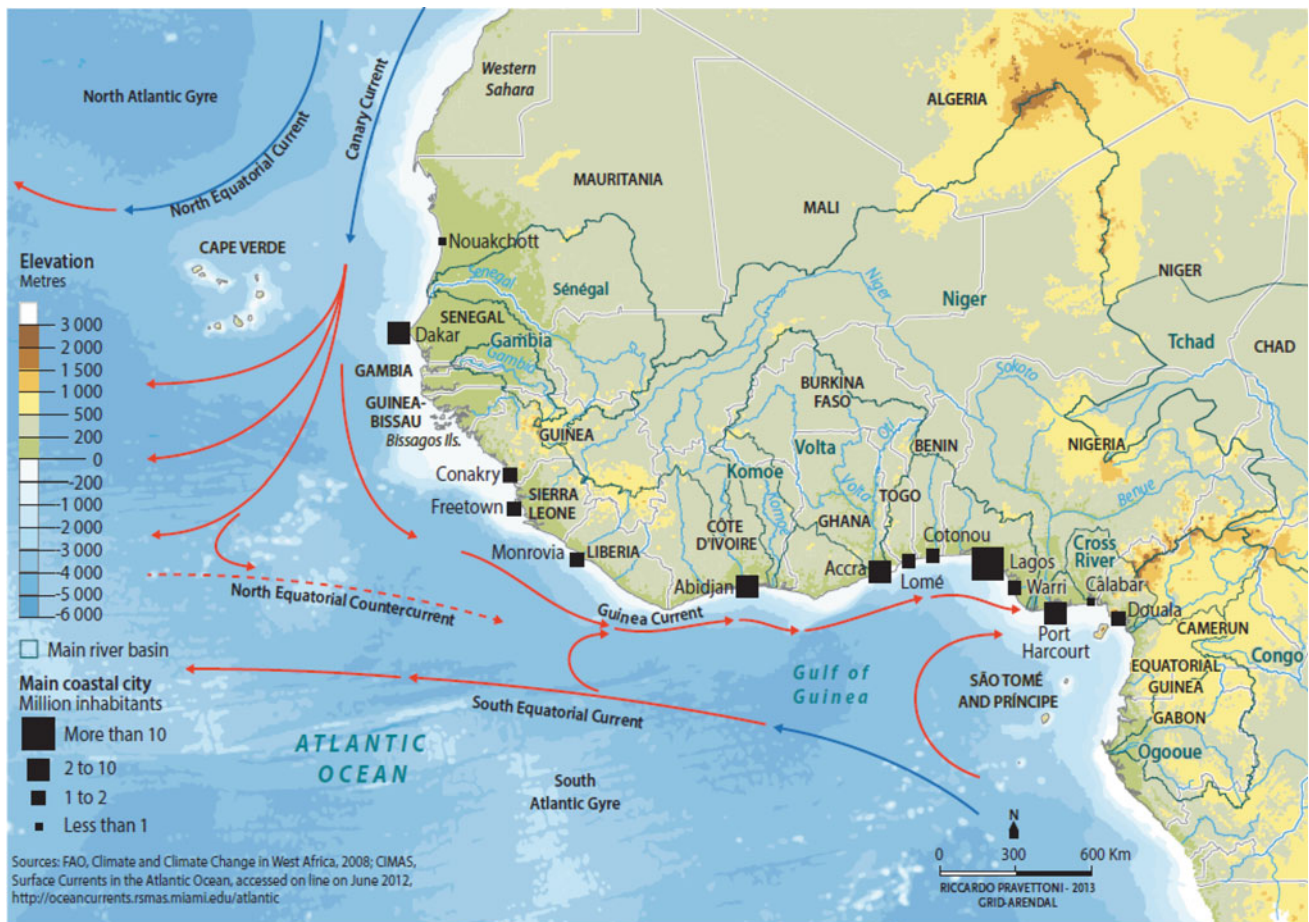 North Atlantic Gyre
North Equatorial Current
Canary Current
Western
Sahara
ALGERIA
MAURITANIA
MALI
CAPE VERDE
Nouakchott
Senegal
Sénégal
Niger
Niger
NIGER
Tchad
CHAD
Elevation
Metres
3 000
2 000
1 500
1 000
500
200
0
-200
-1 000
-2 000
-3 000
-4 000
-5 000
-6 000
SENEGAL
Dakar
Gambia
Gambia
GAMBIA
GUINEA-
BISSAU
Bissagos Ils.
GUINEA
BURKINA
FASO
Sokoto
Oti
BENIN
NIGERIA
Volta
Komoe
Volta
Komoe
TOGO
Benue
Conakry
SIERRA
LEONE
Freetown
CÔTE
D'IVOIRE
GHANA
Cotonou
Cross
River
Monrovia
LIBERIA
Abidjan
Accra
Lomé
Lagos
Warri
Câlabar
Douala
Port
Harcourt
CAMERUN
Congo
EQUATORIAL
GUINEA
GABON
Ogooue
North Equatorial
Countercurrent
Guinea Current
Gulf of
Guinea
SÃO TOMÉ
AND PRÍNCIPE
South Equatorial Current
ATLANTIC
OCEAN
South
Atlantic Gyre
Main river basin
Main coastal city
Million inhabitants
More than 10
2 to 10
1 to 2
Less than 1
N
0 300 600 Km
RICCARDO PRAVETTONI - 2013
GRID-ARENDAL
Sources: FAO, Climate and Climate Change in West Africa, 2008; CIMAS,
Surface Currents in the Atlantic Ocean, accessed on line on June 2012,
http://oceancurrents.rsmas.miami.edu/atlantic